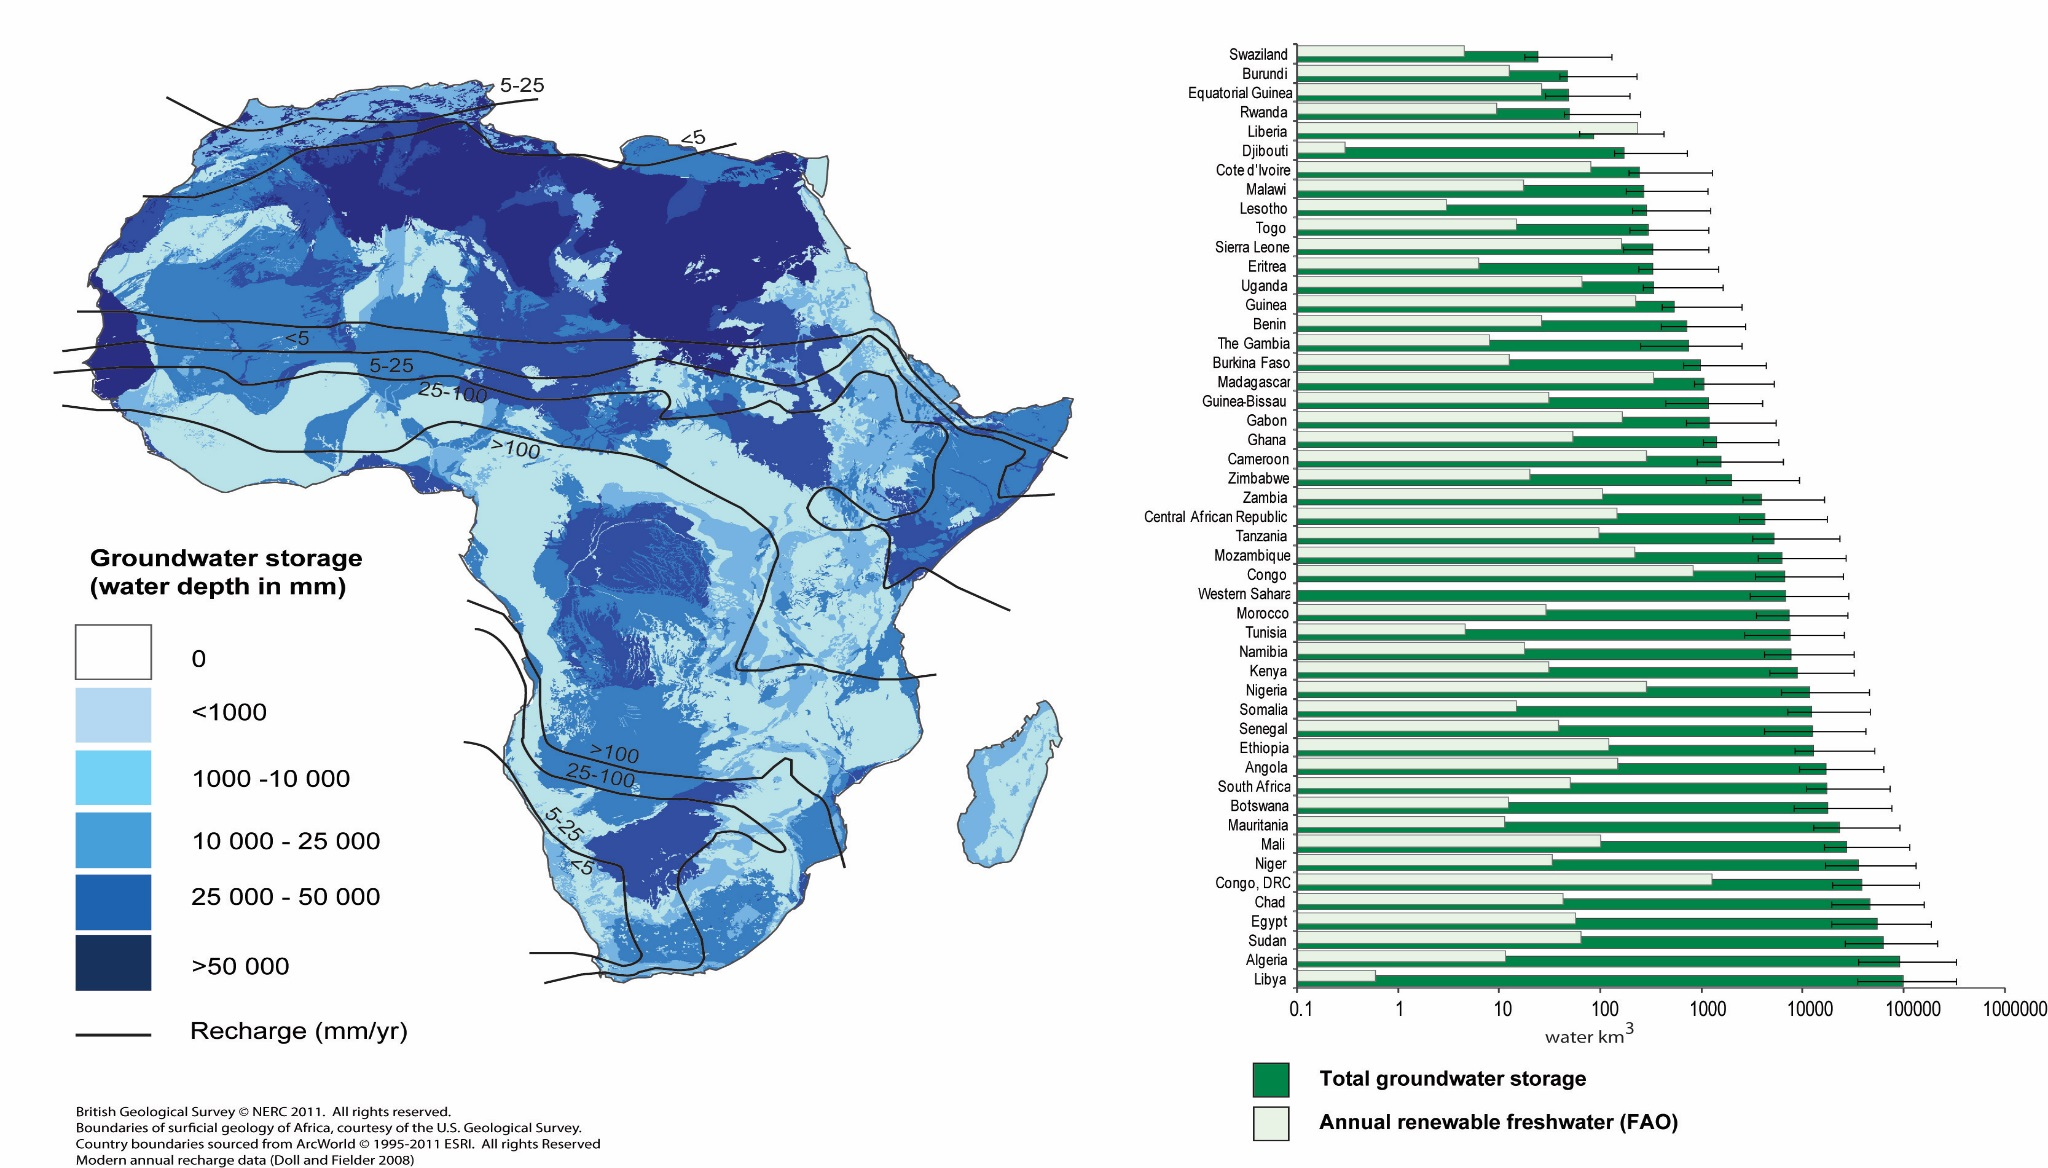 5-25
<5
<5
5-25
25-100
>100
>100
25-100
5-25
<5
Groundwater storage
(water depth in mm)
0
<1000
1000 -10 000
10 000 - 25 000
25 000 - 50 000
>50 000
Recharge (mm/yr)
British Geological Survey © NERC 2011. All rights reserved.
Boundaries of surficial geology of Africa, courtesy of the U.S. Geological Survey.
Country boundaries sourced from ArcWorld © 1995-2011 ESRI. All rights Reserved
Modern annual recharge data (Doll and Fielder 2008)
Swaziland
Burundi
Equatorial Guinea
Rwanda
Liberia
Djibouti
Cote d'Ivoire
Malawi
Lesotho
Togo
Sierra Leone
Eritrea
Uganda
Guinea
Benin
The Gambia
Burkina Faso
Madagascar
Guinea-Bissau
Gabon
Ghana
Cameroon
Zimbabwe
Zambia
Central African Republic
Tanzania
Mozambique
Congo
Western Sahara
Morocco
Tunisia
Namibia
Kenya
Nigeria
Somalia
Senegal
Ethiopia
Angola
South Africa
Botswana
Mauritania
Mali
Niger
Congo, DRC
Chad
Egypt
Sudan
Algeria
Libya
0.1 1 10 100 1000 10000 100000 1000000
water km³
Total groundwater storage
Annual renewable freshwater (FAO)